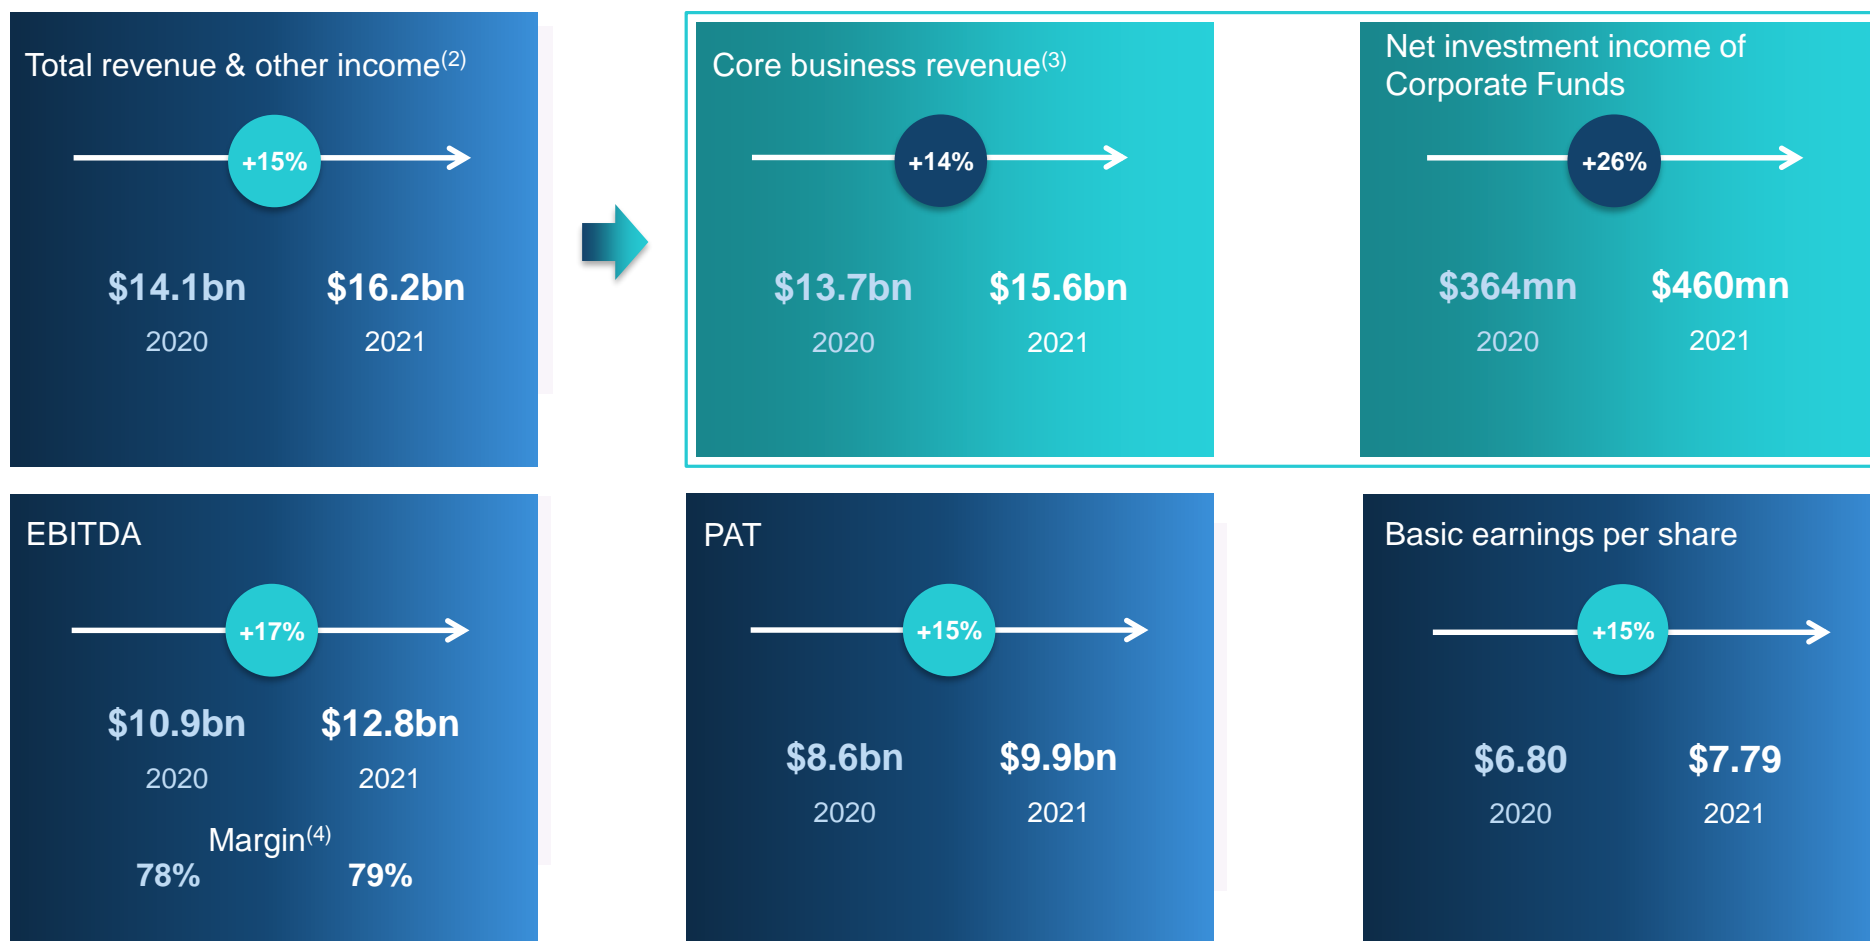 Total revenue & other income(2)
+15%
$14.1bn $16.2bn
2020 2021
Core business revenue(3)
+14%
$13.7bn $15.6bn
2020 2021
Net investment income of
Corporate Funds
+26%
$364mn $460mn
2020 2021
EBITDA
+17%
$10.9bn $12.8bn
2020 2021
Margin(4)
78% 79%
PAT
+15%
$8.6bn $9.9bn
2020 2021
Basic earnings per share
+15%
$6.80 $7.79
2020 2021